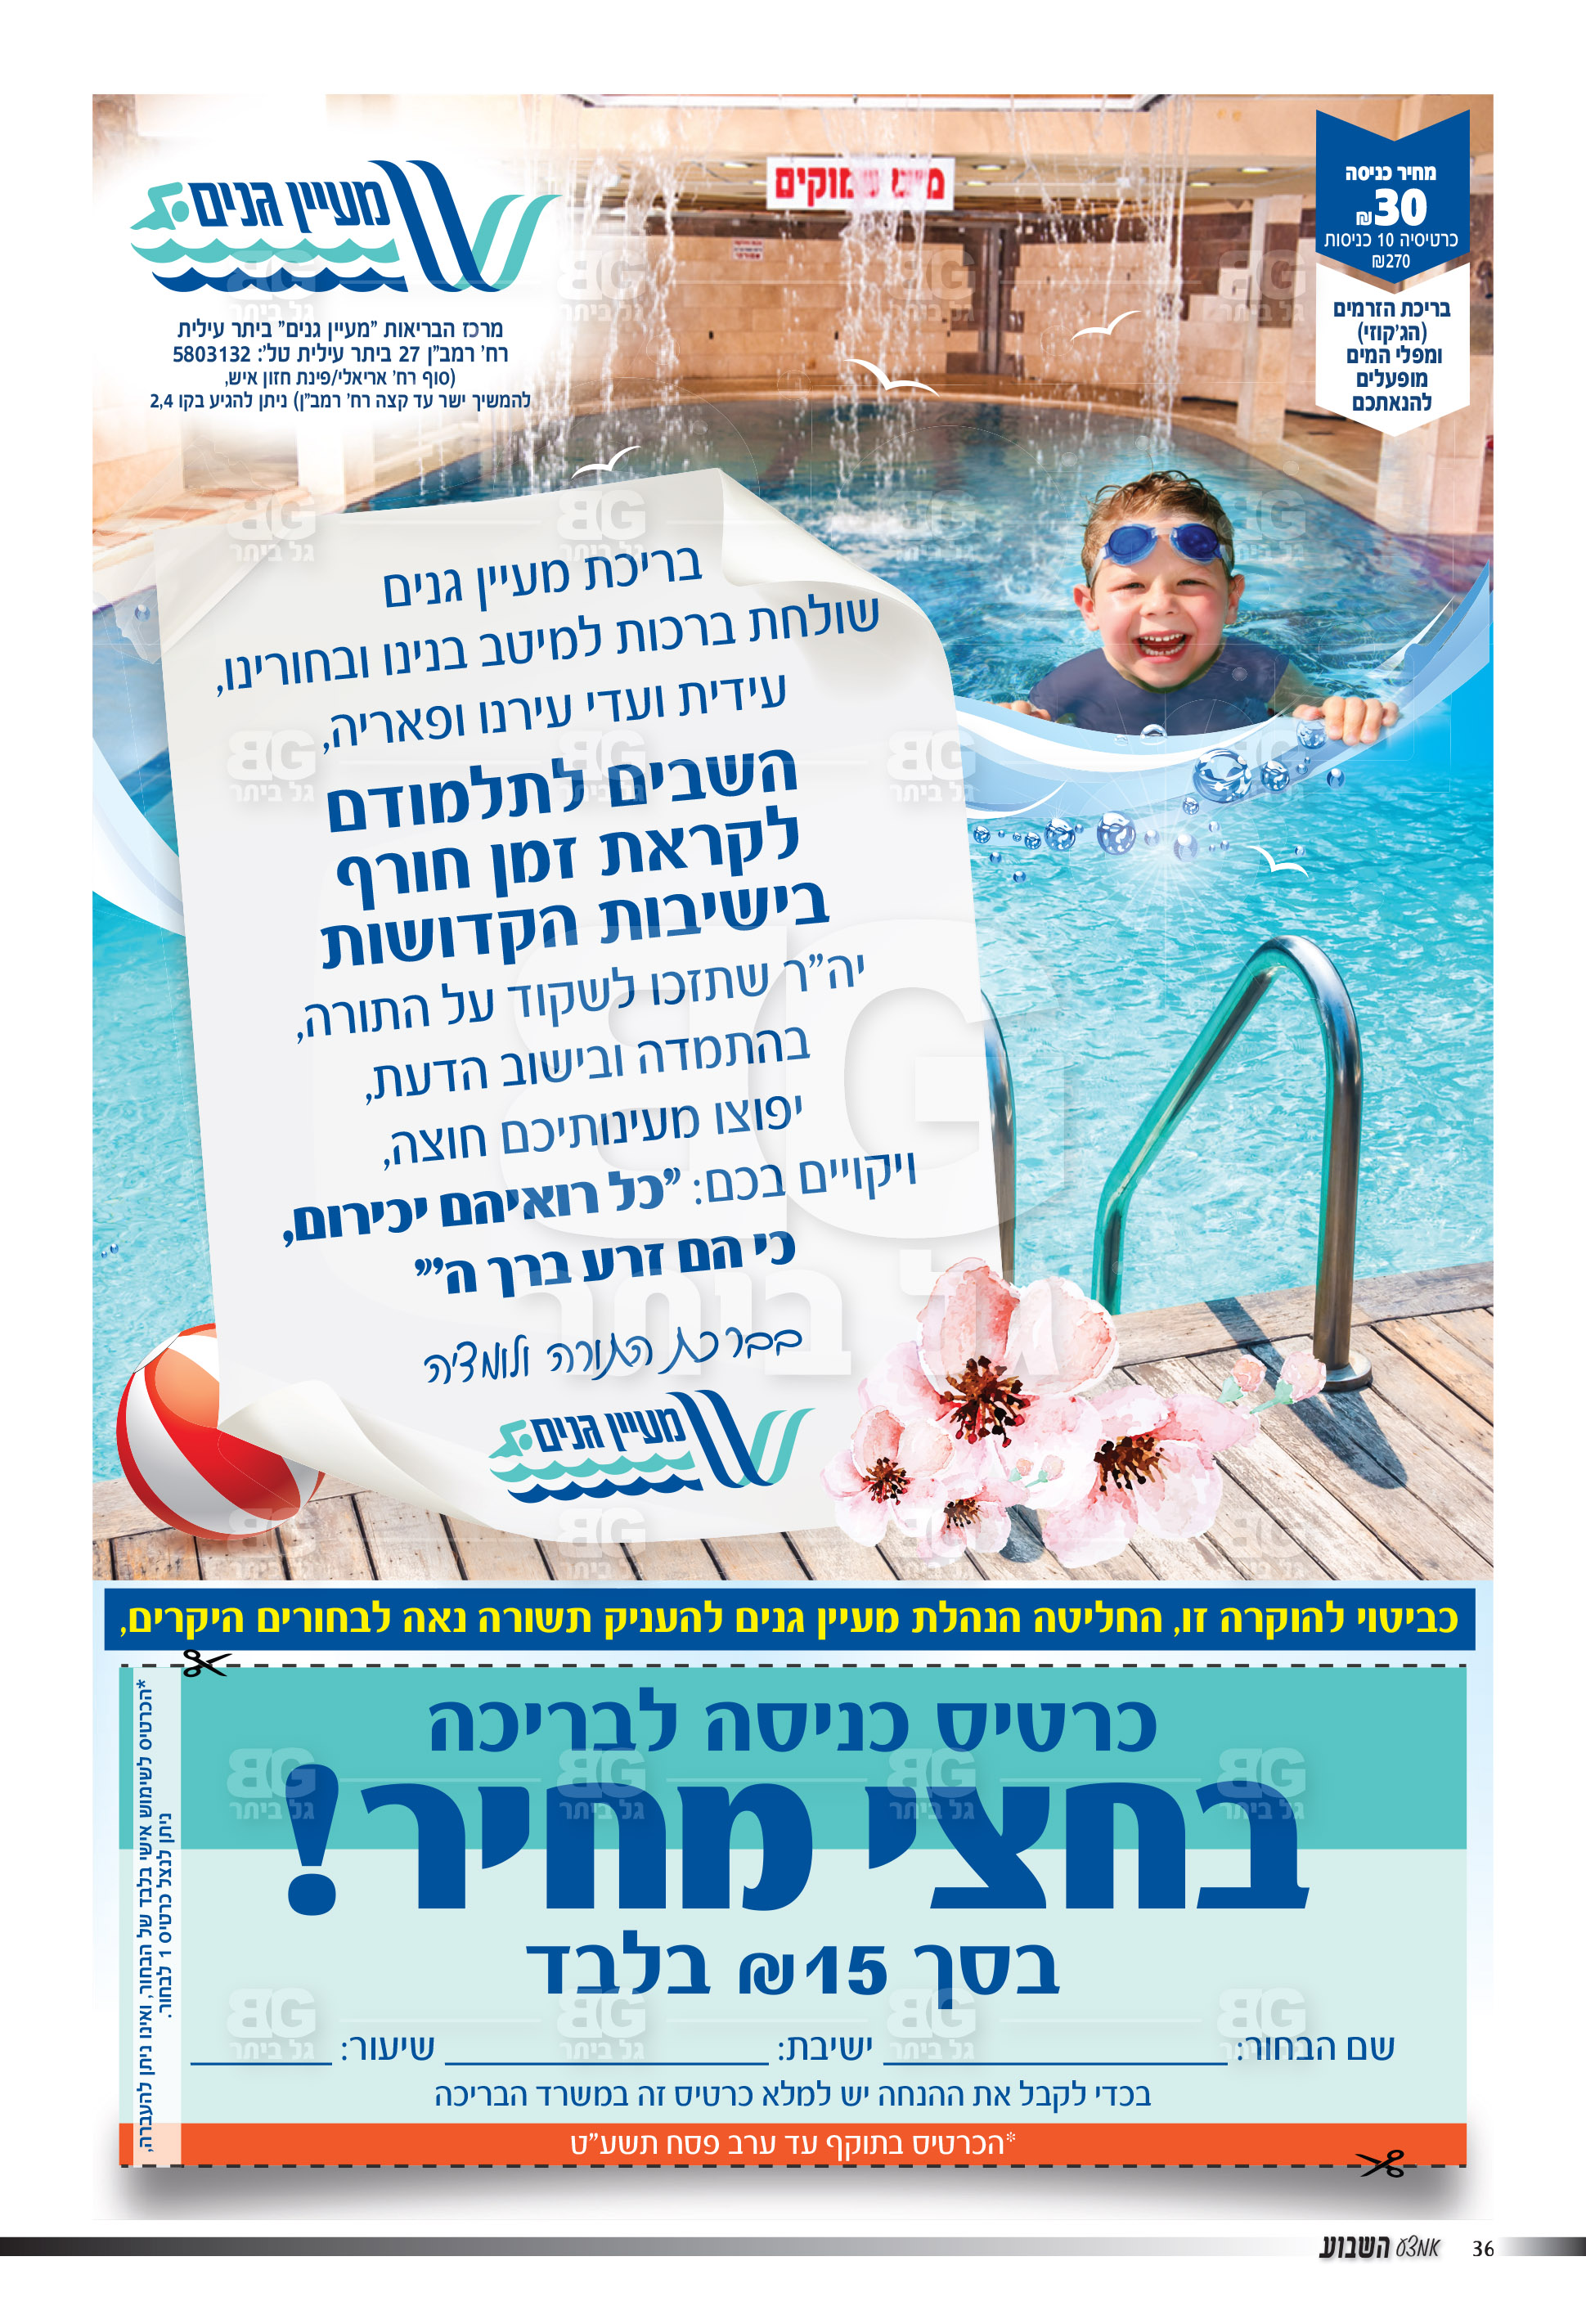 מחיר כניסה
30₪
כרטיסיה 10 כניסות
270₪
בריכת הזרמים
(הג'קוזי)
ומפלי המים
מופעלים
להנאתכם
מעיין גנים
מרכז הבריאות "מעיין גנים" ביתר עילית
רח' רמב"ן 27 ביתר עילית טל': 5803132
(סוף רח' אריאלי/פינת חזון איש,
להמשיך ישר עד קצה רח' רמב"ן) ניתן להגיע בקו 2,4
בריכת מעיין גנים
שולחת ברכות למיטב בנינו ובחורינו,
עידית ועדי עירנו ופאריה,
השבים לתלמודם
לקראת זמן חורף
בישיבות הקדושות
יה"ר שתזכו לשקוד על התורה,
בהתמדה ובישוב הדעת,
יפוצו מעינותיכם חוצה,
ויקויים בכם: "כל רואיהם יכירום,
כי הם זרע ברך ה'"
בברכת התורה ולומדיה
מעיין גנים
כביטוי להוקרה זו, החליטה הנהלת מעיין גנים להעניק תשורה נאה לבחורים היקרים,
כרטיס כניסה לבריכה
בחצי מחיר!
בסך 15₪ בלבד
שם הבחור: ישיבת: שיעור:
בכדי לקבל את ההנחה יש למלא כרטיס זה במשרד הבריכה
*הכרטיס בתוקף עד ערב פסח תשע"ט
*הכרטיס לשימוש אישי בלבד של הבחור, ואינו ניתן להעברה,
ניתן לנצל כרטיס 1 לבחור.
BG
גל ביתר
36 אמצע השבוע